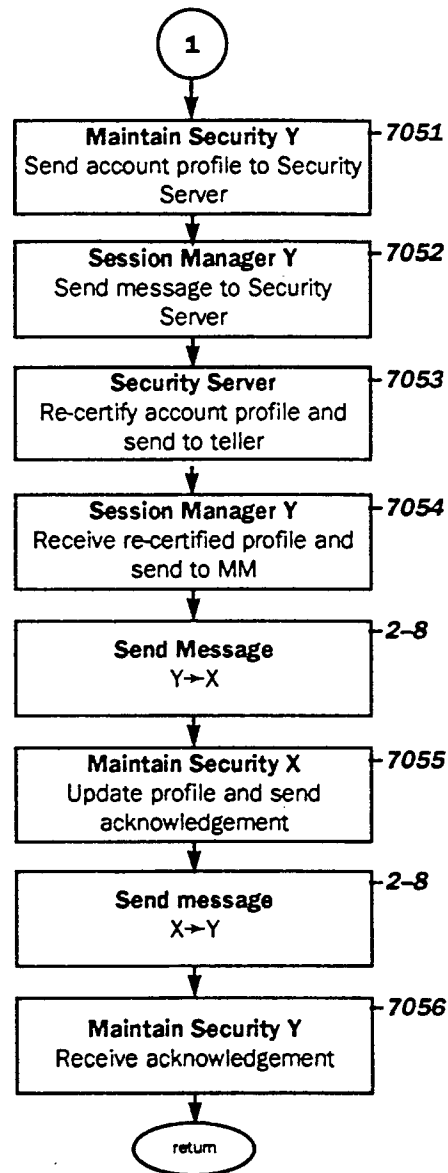 1
Maintain Security Y
7051
Send account profile to Security
Server
Session Manager Y
7052
Send message to Security
Server
Security Server
7053
Re-certify account profile and
send to teller
Session Manager Y
7054
Receive re-certified profile and
send to MM
Send Message
2–8
Y→X
Maintain Security X
7055
Update profile and send
acknowledgement
Send message
2–8
X→Y
Maintain Security Y
7056
Receive acknowledgement
return